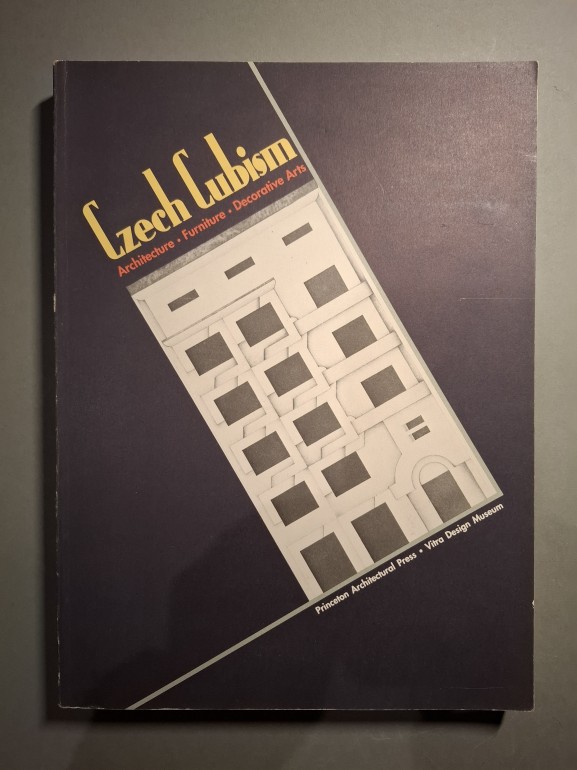 Czech Cubism
Architecture • Furniture • Decorative Arts
Princeton Architectural Press • Vitra Design Museum